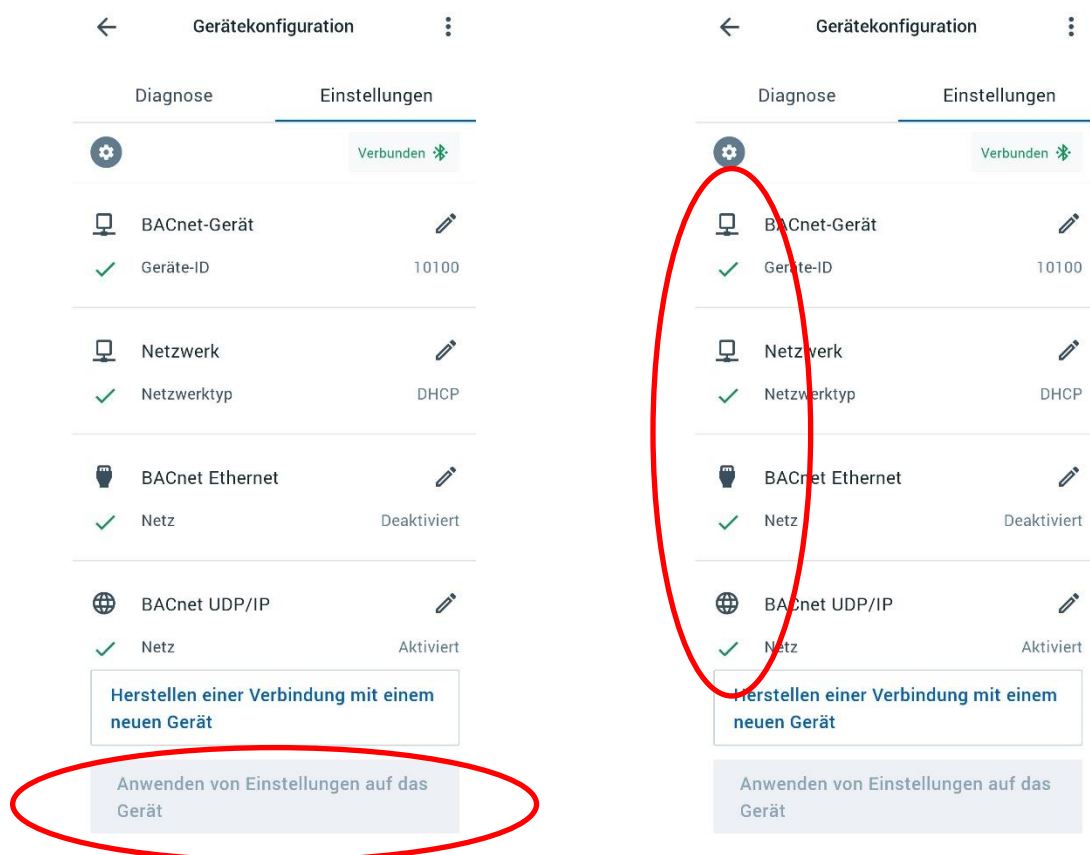 Gerätekonfiguration
Diagnose Einstellungen
Verbunden
BACnet-Gerät
Geräte-ID 10100
Netzwerk
Netzwerktyp DHCP
BACnet Ethernet
Netz Deaktiviert
BACnet UDP/IP
Netz Aktiviert
Herstellen einer Verbindung mit einem
neuen Gerät
Anwenden von Einstellungen auf das
Gerät
Gerätekonfiguration
Diagnose Einstellungen
Verbunden
BACnet-Gerät
Geräte-ID 10100
Netzwerk
Netzwerktyp DHCP
BACnet Ethernet
Netz Deaktiviert
BACnet UDP/IP
Netz Aktiviert
Herstellen einer Verbindung mit einem
neuen Gerät
Anwenden von Einstellungen auf das
Gerät